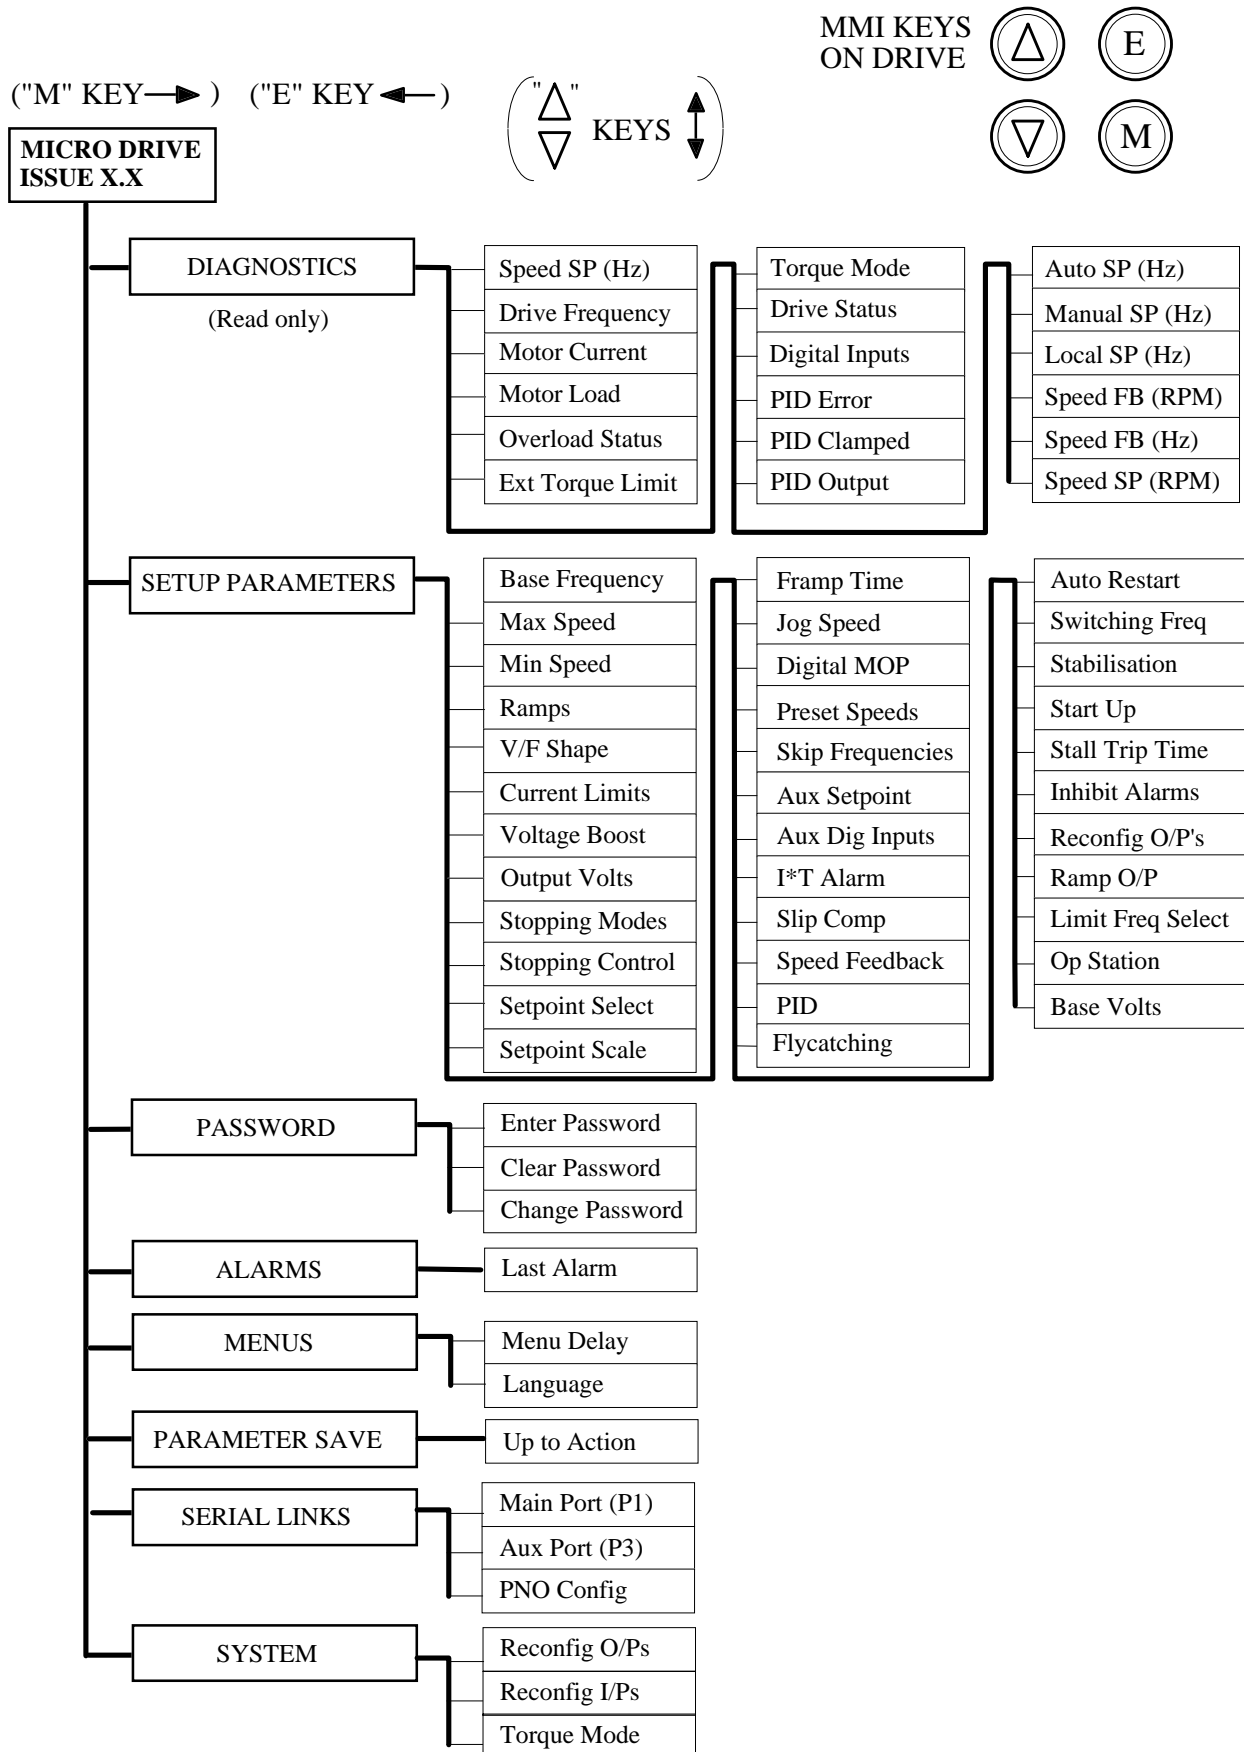 MMI KEYS
ON DRIVE
E
M
("M" KEY ) ("E" KEY )
" "
KEYS
MICRO DRIVE
ISSUE X.X
DIAGNOSTICS
(Read only)
Speed SP (Hz)
Drive Frequency
Motor Current
Motor Load
Overload Status
Ext Torque Limit
Torque Mode
Drive Status
Digital Inputs
PID Error
PID Clamped
PID Output
Auto SP (Hz)
Manual SP (Hz)
Local SP (Hz)
Speed FB (RPM)
Speed FB (Hz)
Speed SP (RPM)
SETUP PARAMETERS
Base Frequency
Max Speed
Min Speed
Ramps
V/F Shape
Current Limits
Voltage Boost
Output Volts
Stopping Modes
Stopping Control
Setpoint Select
Setpoint Scale
Framp Time
Jog Speed
Digital MOP
Preset Speeds
Skip Frequencies
Aux Setpoint
Aux Dig Inputs
I*T Alarm
Slip Comp
Speed Feedback
PID
Flycatching
Auto Restart
Switching Freq
Stabilisation
Start Up
Stall Trip Time
Inhibit Alarms
Reconfig O/P's
Ramp O/P
Limit Freq Select
Op Station
Base Volts
PASSWORD
Enter Password
Clear Password
Change Password
ALARMS
Last Alarm
MENUS
Menu Delay
Language
PARAMETER SAVE
Up to Action
SERIAL LINKS
Main Port (P1)
Aux Port (P3)
PNO Config
SYSTEM
Reconfig O/Ps
Reconfig I/Ps
Torque Mode